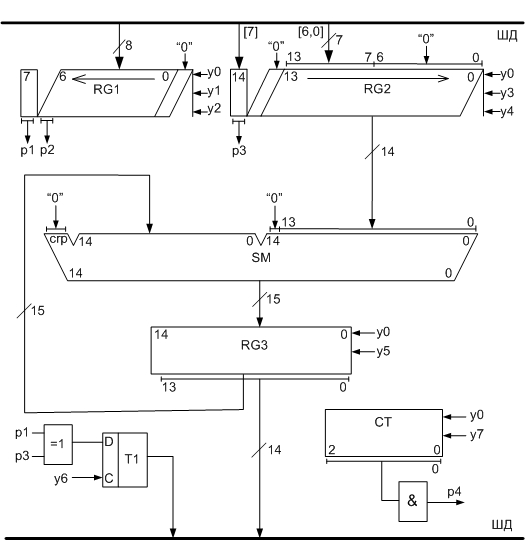 ШД
8
[7]
[6,0]
7
"0"
"0"
13
7
6
"0"
0
7
6
0
RG1
y0
y1
y2
14
13
0
RG2
y0
y3
y4
p1
p2
p3
14
"0"
"0"
13
0
crp
14
0
14
SM
14
0
15
15
14
0
RG3
y0
y5
13
0
p1
p3
=1
D
T1
C
y6
14
CT
y0
y7
2
0
0
&
p4
ШД